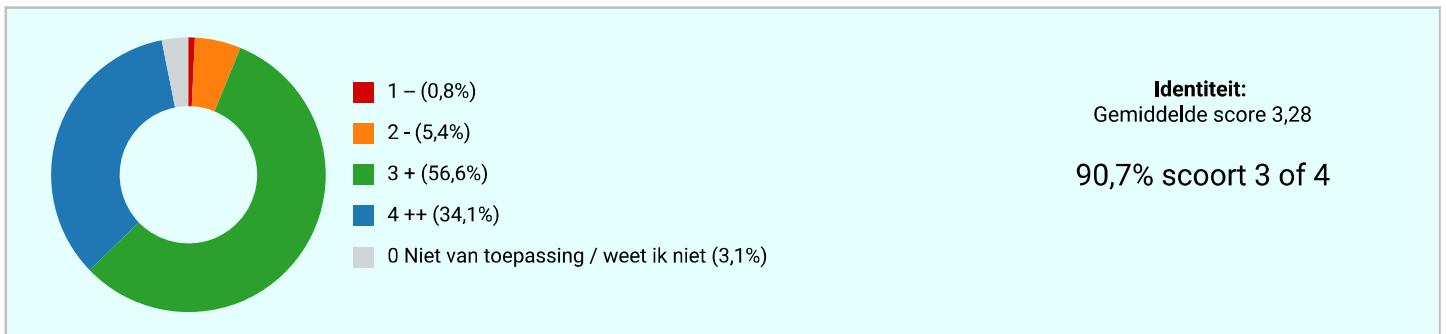 1 – (0,8%)
2 - (5,4%)
3 + (56,6%)
4 ++ (34,1%)
0 Niet van toepassing / weet ik niet (3,1%)
Identiteit:
Gemiddelde score 3,28
90,7% scoort 3 of 4